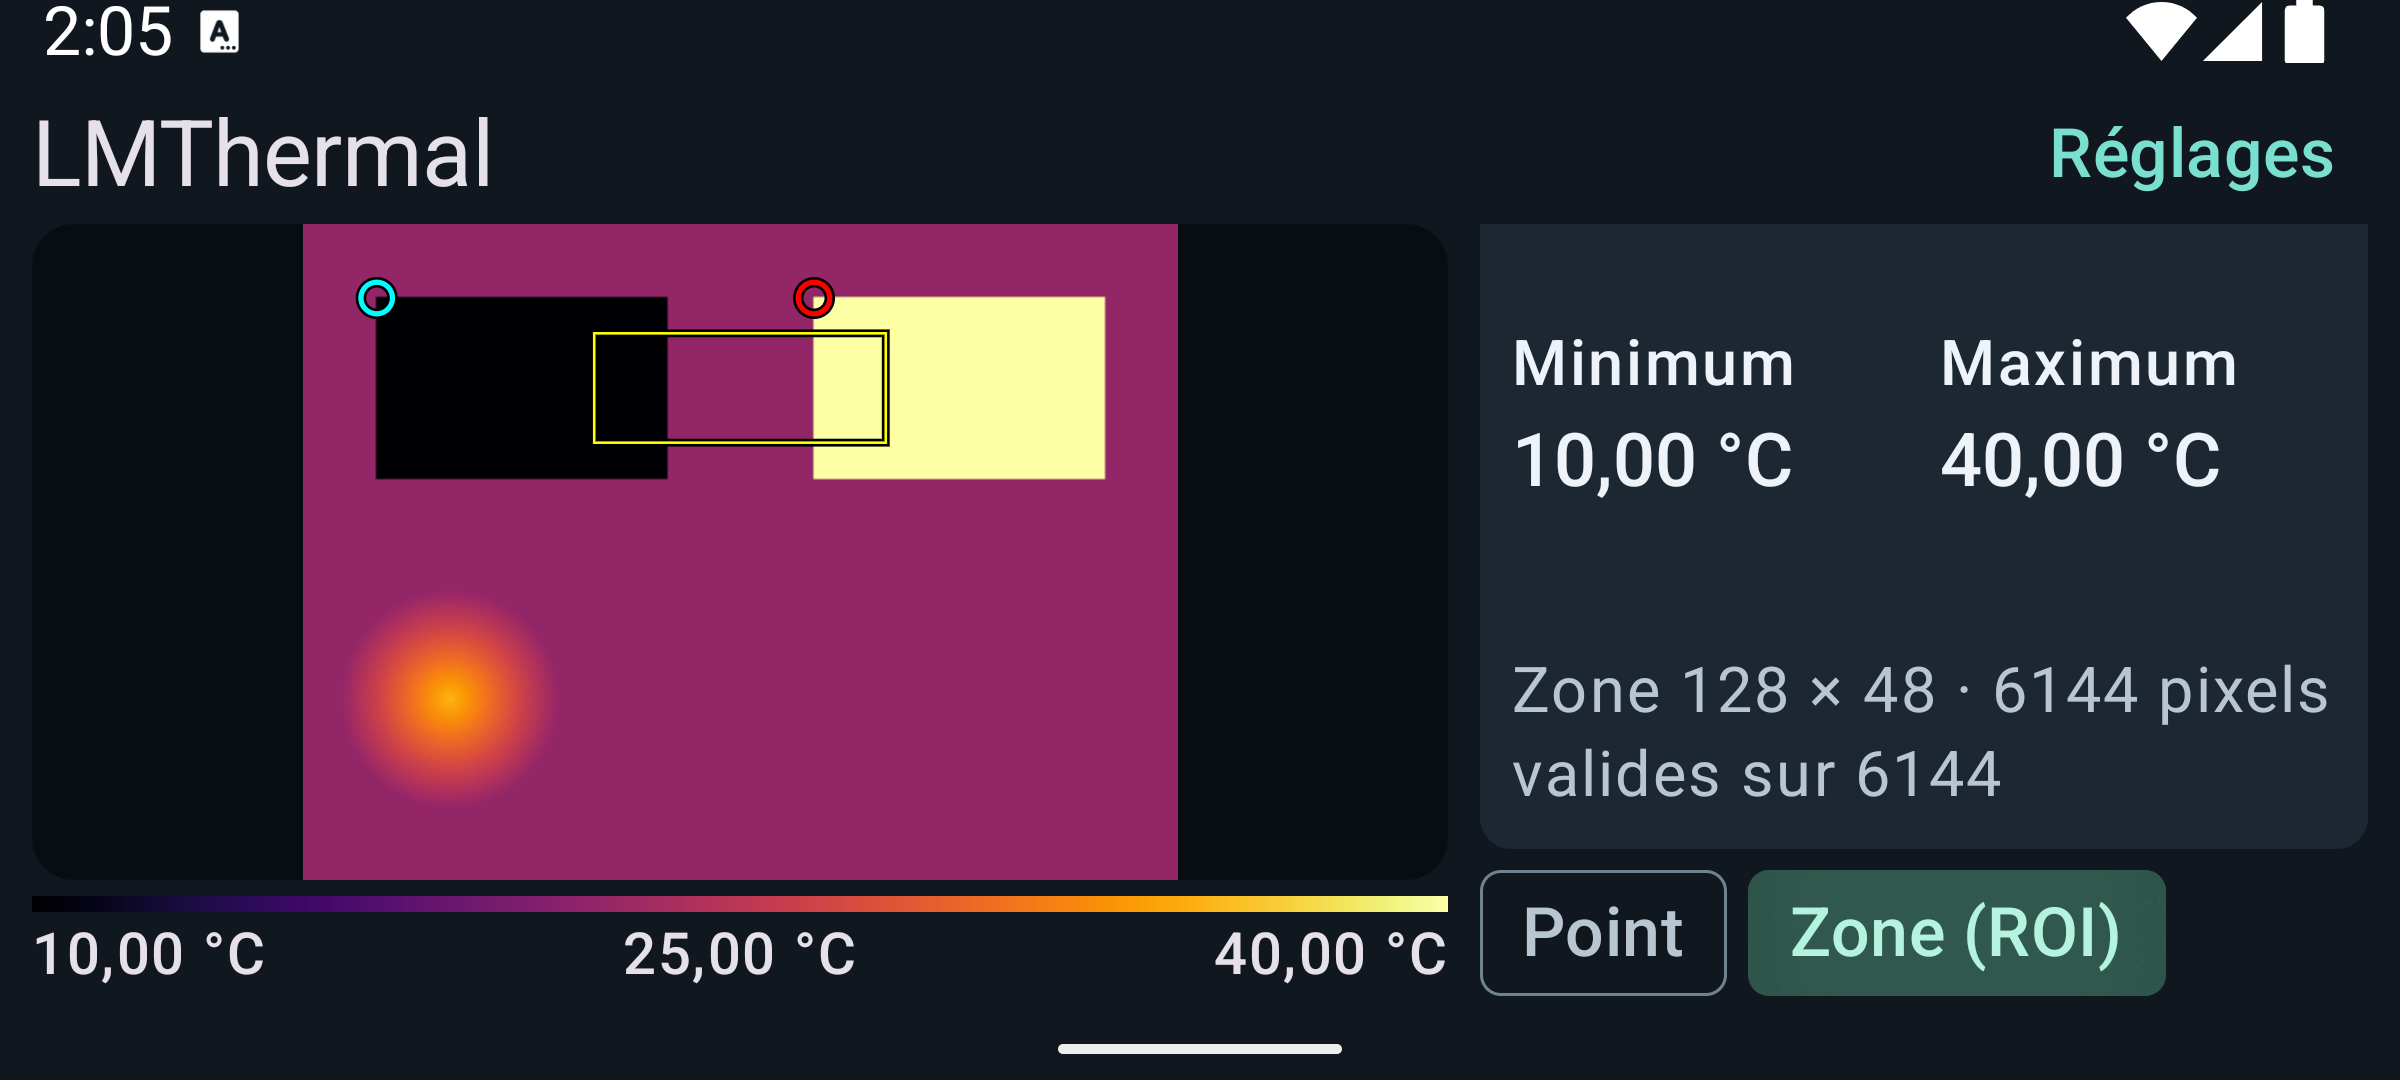 2:05 A
LMThermal
Réglages
Minimum
Maximum
10,00 °C
40,00 °C
Zone 128 × 48 · 6144 pixels
valides sur 6144
10,00 °C
25,00 °C
40,00 °C
Point
Zone (ROI)